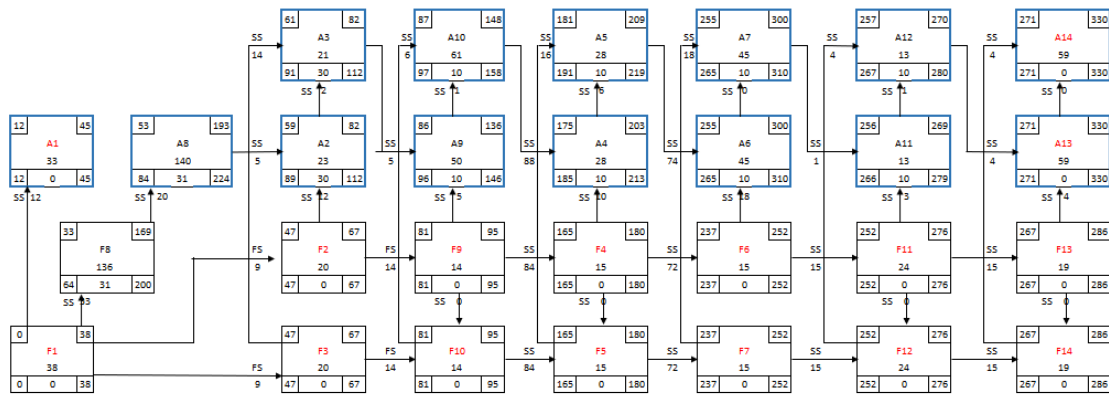 61 82 87 148 181 209 255 300 257 270 271 330
SS A3 SS A10 SS A5 SS A7 SS A12 SS A14
14 21 6 61 16 28 18 45 4 13 4 59
91 30 112 97 10 158 191 10 219 265 10 310 267 10 280 271 0 330
SS 2 SS 1 SS 6 SS 0 SS 1 SS 0
12 45 53 193 59 82 86 136 175 203 255 300 256 269 271 330
A1 A8 SS A2 SS A9 SS A4 SS A6 SS A11 SS A13
33 140 5 23 5 50 88 28 74 45 1 13 4 59
12 0 45 84 31 224 89 30 112 96 10 146 185 10 213 265 10 310 266 10 279 271 0 330
SS 12 SS 20 SS 12 SS 5 SS 10 SS 18 SS 3 SS 4
33 169 47 67 81 95 165 180 237 252 252 276 267 286
F8 FS F2 FS F9 SS F4 SS F6 SS F11 SS F13
136 9 20 14 14 84 15 72 15 15 24 15 19
64 31 200 47 0 67 81 0 95 165 0 180 237 0 252 252 0 276 267 0 286
SS 33 SS 0 SS 0 SS 0 SS 0
0 38 47 67 81 95 165 180 237 252 252 276 267 286
F1 F3 FS F10 SS F5 SS F7 SS F12 SS F14
38 FS 20 14 14 84 15 72 15 15 24 15 19
0 0 38 9 47 0 67 81 0 95 165 0 180 237 0 252 252 0 276 267 0 286